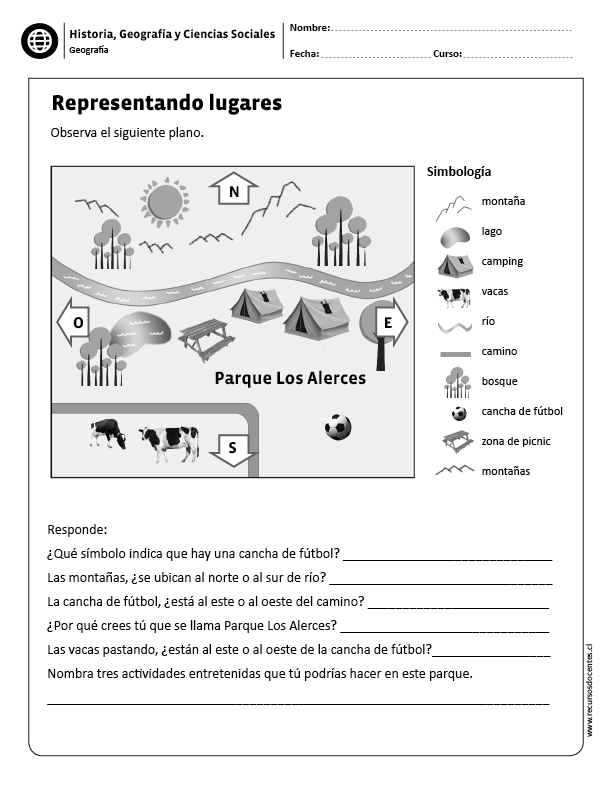 Historia, Geografía y Ciencias Sociales
Geografía
Nombre:
Fecha: Curso:
Representando lugares
Observa el siguiente plano.
N
O
E
S
Parque Los Alerces
Simbología
montaña
lago
camping
vacas
río
camino
bosque
cancha de fútbol
zona de picnic
montañas
Responde:
¿Qué símbolo indica que hay una cancha de fútbol?
Las montañas, ¿se ubican al norte o al sur de río?
La cancha de fútbol, ¿está al este o al oeste del camino?
¿Por qué crees tú que se llama Parque Los Alerces?
Las vacas pastando, ¿están al este o al oeste de la cancha de fútbol?
Nombra tres actividades entretenidas que tú podrías hacer en este parque.
www.recursosdocentes.cl